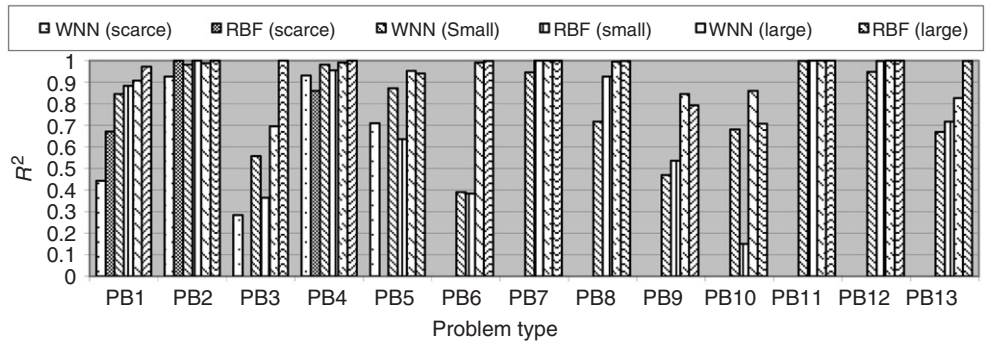 WNN (scarce) RBF (scarce) WNN (Small) RBF (small) WNN (large) RBF (large)
1
0.9
0.8
0.7
0.6
0.5
0.4
0.3
0.2
0.1
0
R²
PB1 PB2 PB3 PB4 PB5 PB6 PB7 PB8 PB9 PB10 PB11 PB12 PB13
Problem type